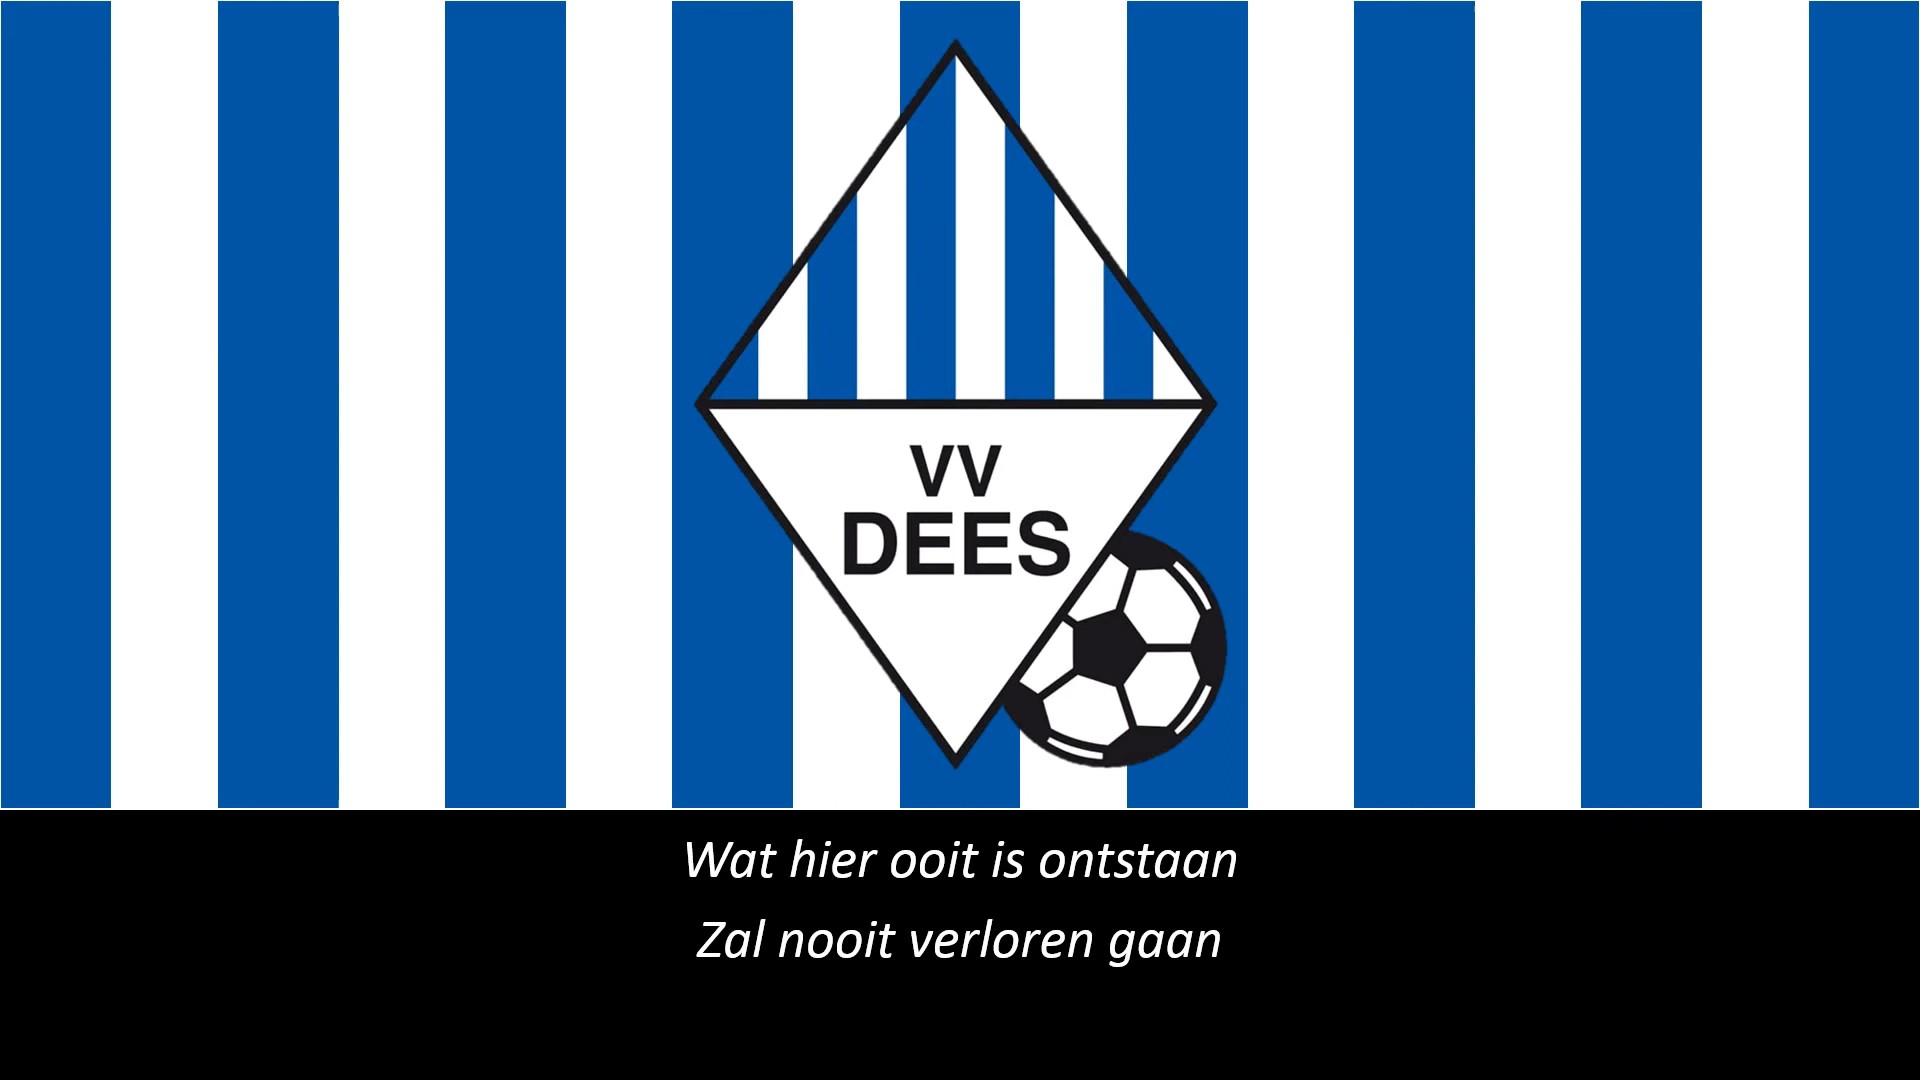 VV
DEES
Wat hier ooit is ontstaan
Zal nooit verloren gaan